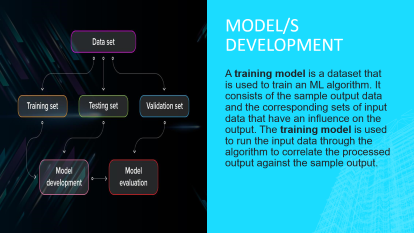 Data set
Training set
Testing set
Validation set
Model
development
Model
evaluation
MODEL/S
DEVELOPMENT
A training model is a dataset that
is used to train an ML algorithm. It
consists of the sample output data
and the corresponding sets of input
data that have an influence on the
output. The training model is used
to run the input data through the
algorithm to correlate the processed
output against the sample output.